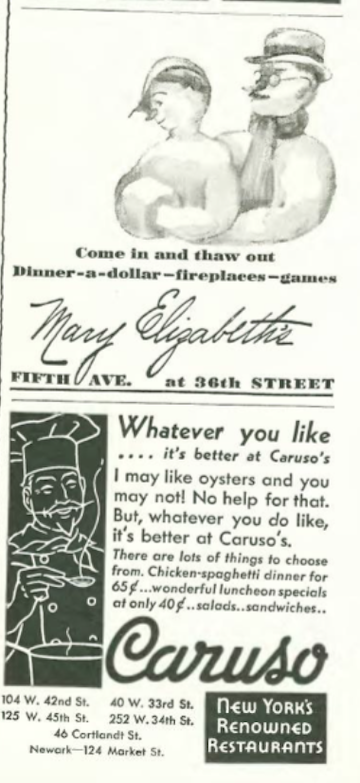 Come in and thaw out
Dinner-a-dollar—fireplaces—games
Mary Elizabeth's
FIFTH AVE. at 36th STREET
Whatever you like
.... it's better at Caruso's
I may like oysters and you
may not! No help for that.
But, whatever you do like,
it's better at Caruso's.
There are lots of things to choose
from. Chicken-spaghetti dinner for
65¢...wonderful luncheon specials
at only 40¢..salads..sandwiches..
Caruso
104 W. 42nd St. 40 W. 33rd St.
125 W. 45th St. 252 W. 34th St.
46 Cortlandt St.
Newark—124 Market St.
NEW YORK'S
RENOWNED
RESTAURANTS